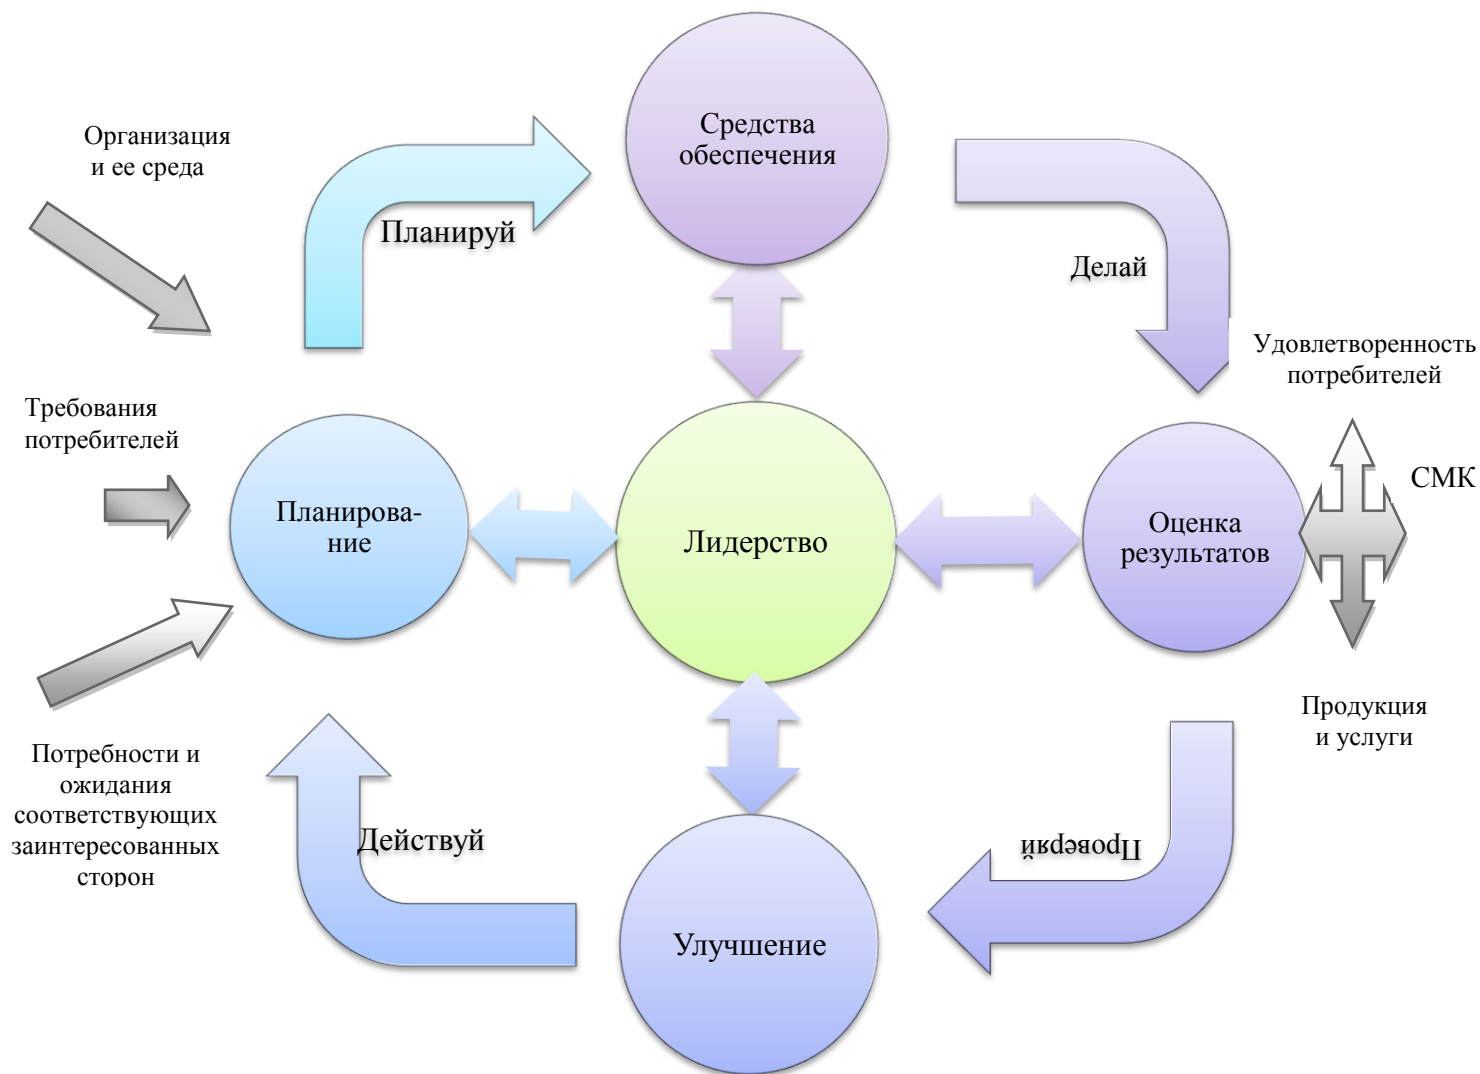 Средства
обеспечения
Организация
и ее среда
Планируй
Делай
Удовлетворенность
потребителей
Требования
потребителей
СМК
Планирова-
ние
Лидерство
Оценка
результатов
Продукция
и услуги
Потребности и
ожидания
соответствующих
заинтересованных
сторон
Действуй
Проверяй
Улучшение